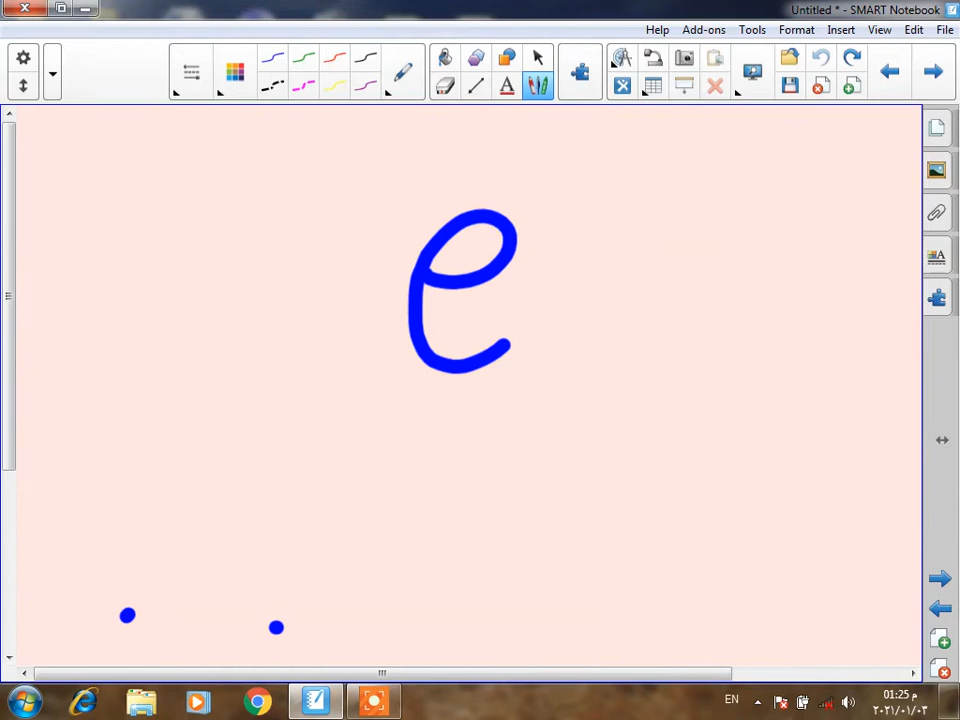 Untitled * - SMART Notebook
Help Add-ons Tools Format Insert View Edit File
e
EN
01:25 م
٢٠٢١/٠١/٠٣